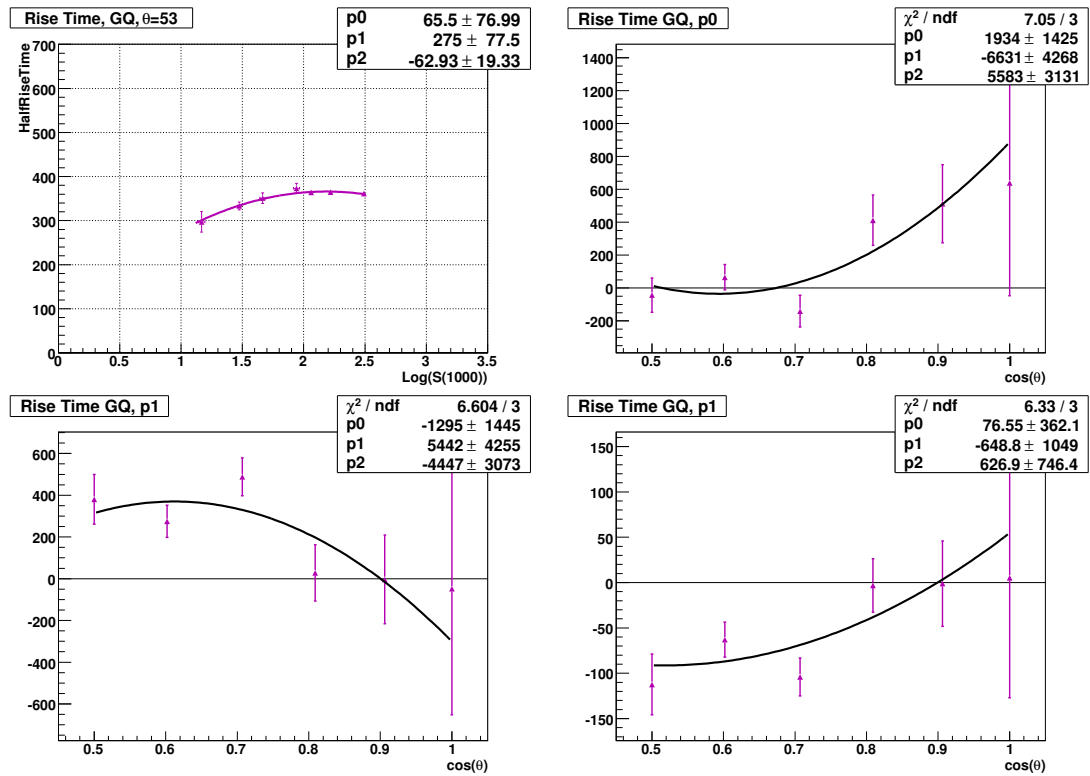 Rise Time, GQ, θ=53
p0 65.5 ± 76.99
p1 275 ± 77.5
p2 -62.93 ± 19.33
HalfRiseTime
700
600
500
400
300
200
100
0
0 0.5 1 1.5 2 2.5 3 3.5
Log(S(1000))
Rise Time GQ, p0
χ² / ndf 7.05 / 3
p0 1934 ± 1425
p1 -6631 ± 4268
p2 5583 ± 3131
1400
1200
1000
800
600
400
200
0
-200
0.5 0.6 0.7 0.8 0.9 1
cos(θ)
Rise Time GQ, p1
χ² / ndf 6.604 / 3
p0 -1295 ± 1445
p1 5442 ± 4255
p2 -4447 ± 3073
600
400
200
0
-200
-400
-600
0.5 0.6 0.7 0.8 0.9 1
cos(θ)
Rise Time GQ, p1
χ² / ndf 6.33 / 3
p0 76.55 ± 362.1
p1 -648.8 ± 1049
p2 626.9 ± 746.4
150
100
50
0
-50
-100
-150
0.5 0.6 0.7 0.8 0.9 1
cos(θ)